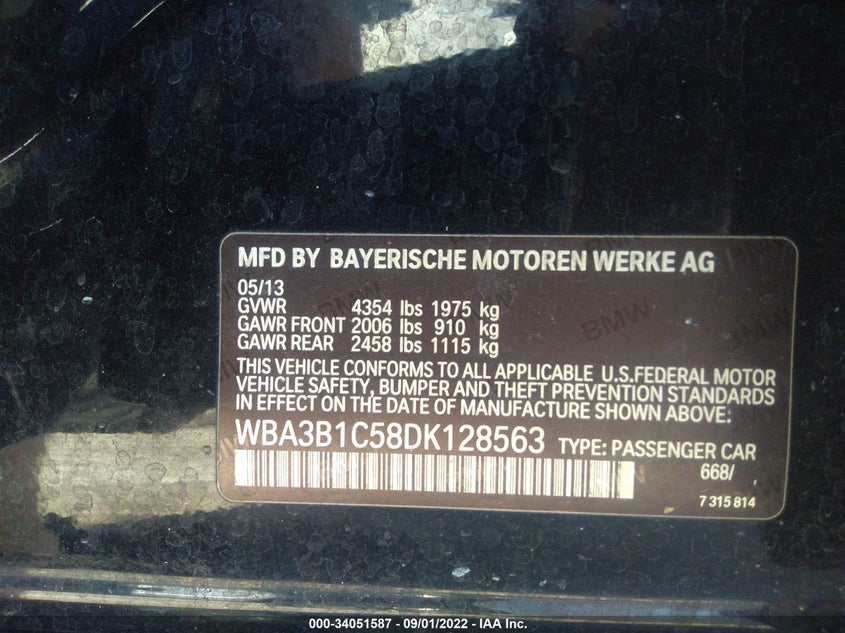 MFD BY BAYERISCHE MOTOREN WERKE AG
05/13
GVWR 4354 lbs 1975 kg
GAWR FRONT 2006 lbs 910 kg
GAWR REAR 2458 lbs 1115 kg
THIS VEHICLE CONFORMS TO ALL APPLICABLE U.S.FEDERAL MOTOR
VEHICLE SAFETY, BUMPER AND THEFT PREVENTION STANDARDS
IN EFFECT ON THE DATE OF MANUFACTURE SHOWN ABOVE:
WBA3B1C58DK128563 TYPE: PASSENGER CAR
668/
7 315 814
BMW
000-34051587 - 09/01/2022 - IAA Inc.